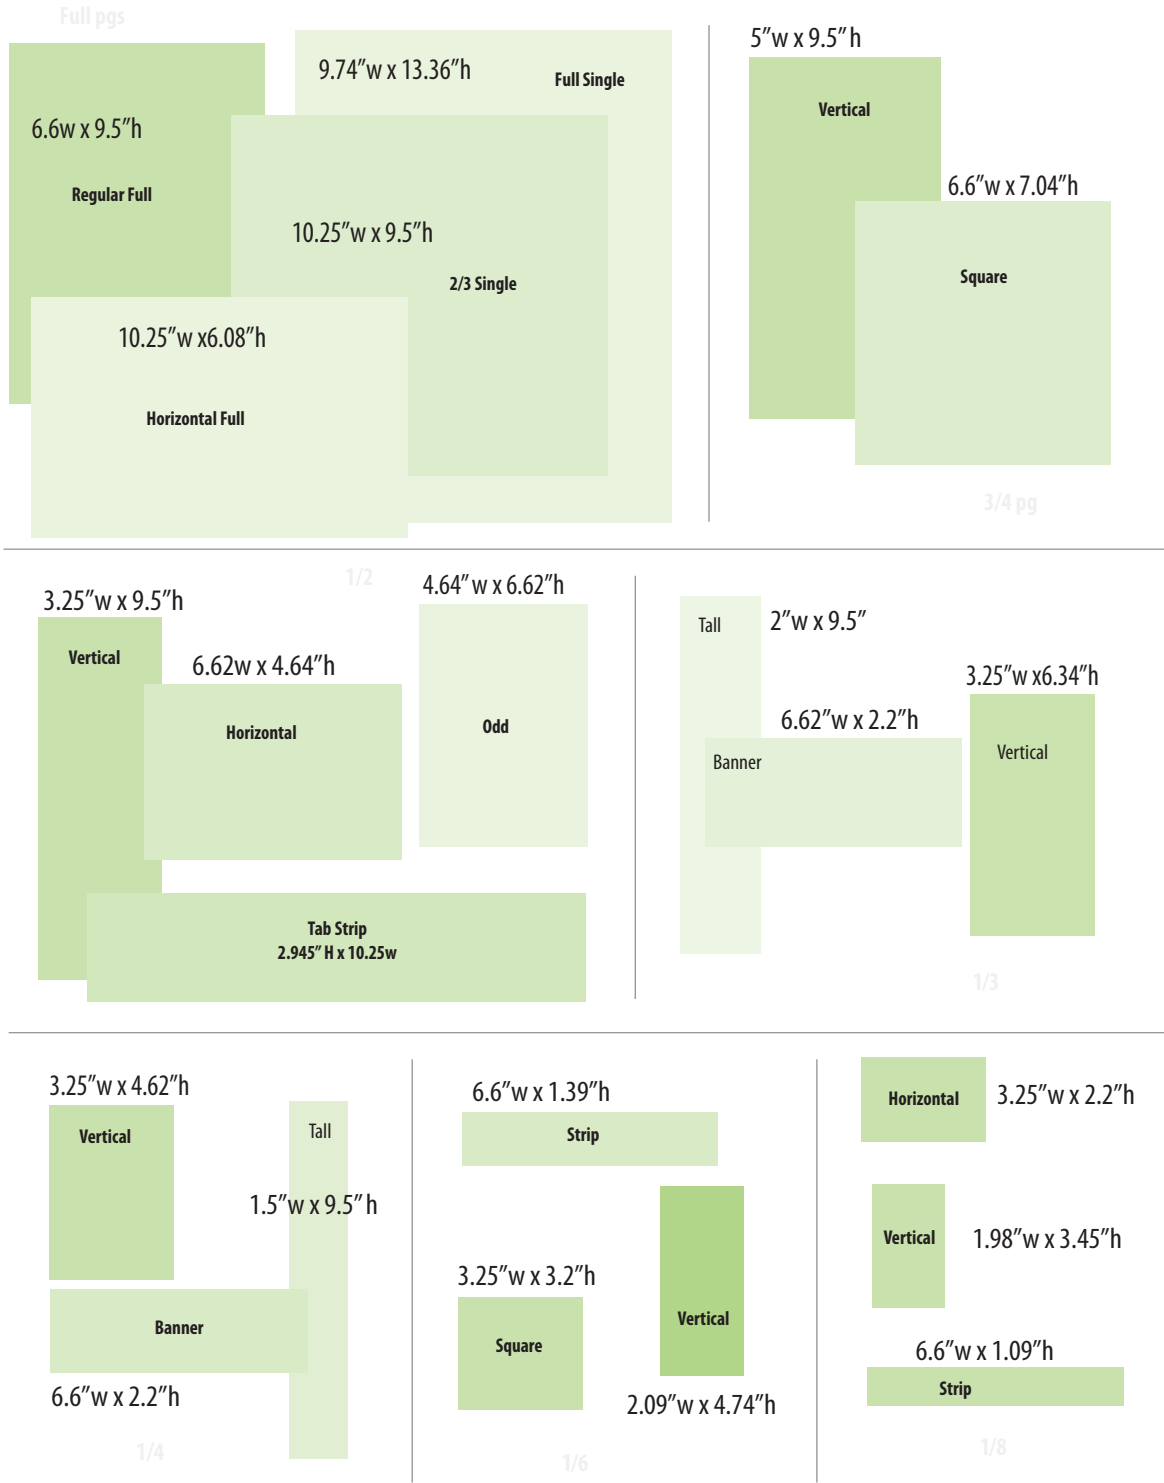 Full pgs
9.74"w x 13.36"h
Full Single
6.6w x 9.5"h
Regular Full
10.25"w x 9.5"h
2/3 Single
10.25"w x6.08"h
Horizontal Full
5"w x 9.5"h
Vertical
6.6"w x 7.04"h
Square
3/4 pg
1/2
3.25"w x 9.5"h
Vertical
6.62w x 4.64"h
Horizontal
4.64"w x 6.62"h
Odd
Tab Strip
2.945" H x 10.25w
Tall
2"w x 9.5"
6.62"w x 2.2"h
Banner
3.25"w x6.34"h
Vertical
1/3
3.25"w x 4.62"h
Vertical
Tall
1.5"w x 9.5"h
Banner
6.6"w x 2.2"h
1/4
6.6"w x 1.39"h
Strip
3.25"w x 3.2"h
Square
Vertical
2.09"w x 4.74"h
1/6
Horizontal
3.25"w x 2.2"h
Vertical
1.98"w x 3.45"h
6.6"w x 1.09"h
Strip
1/8